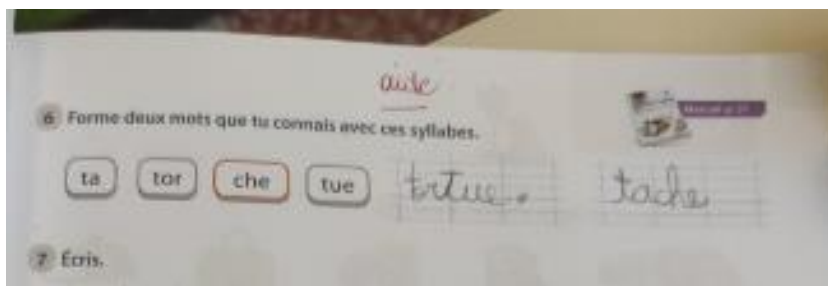 aide
6 Forme deux mots que tu connais avec ces syllabes.
ta tor che tue tortue. tache
7 Écris.